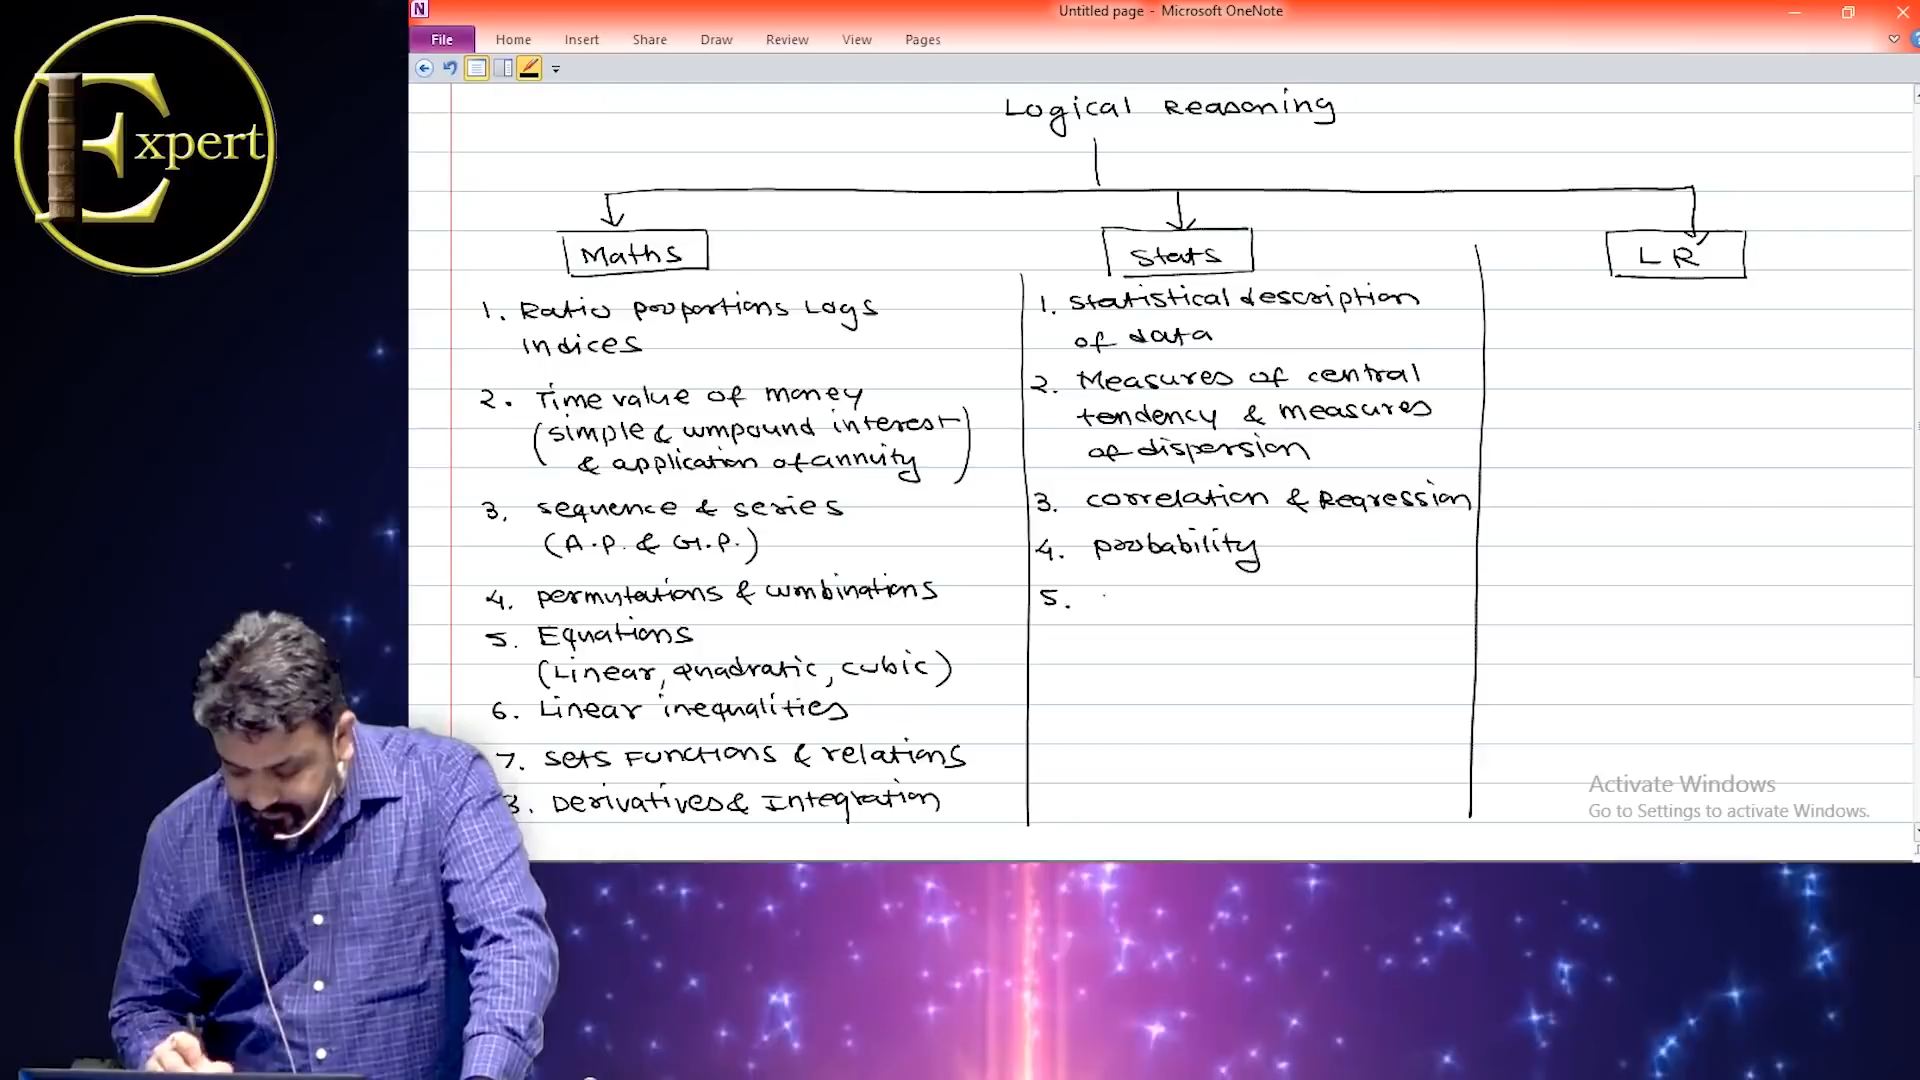 Expert
Untitled page - Microsoft OneNote
File Home Insert Share Draw Review View Pages
Logical Reasoning
Maths
1. Ratio proportions Logs
indices
2. Time value of money
(simple & compound interest
& application of annuity)
3. sequence & series
(A.P. & G.P.)
4. permutations & combinations
5. Equations
(Linear, quadratic, cubic)
6. Linear inequalities
7. Sets Functions & relations
8. Derivatives & Integration
Stats
1. Statistical description
of data
2. Measures of central
tendency & measures
of dispersion
3. correlation & Regression
4. probability
5.
LR
Activate Windows
Go to Settings to activate Windows.